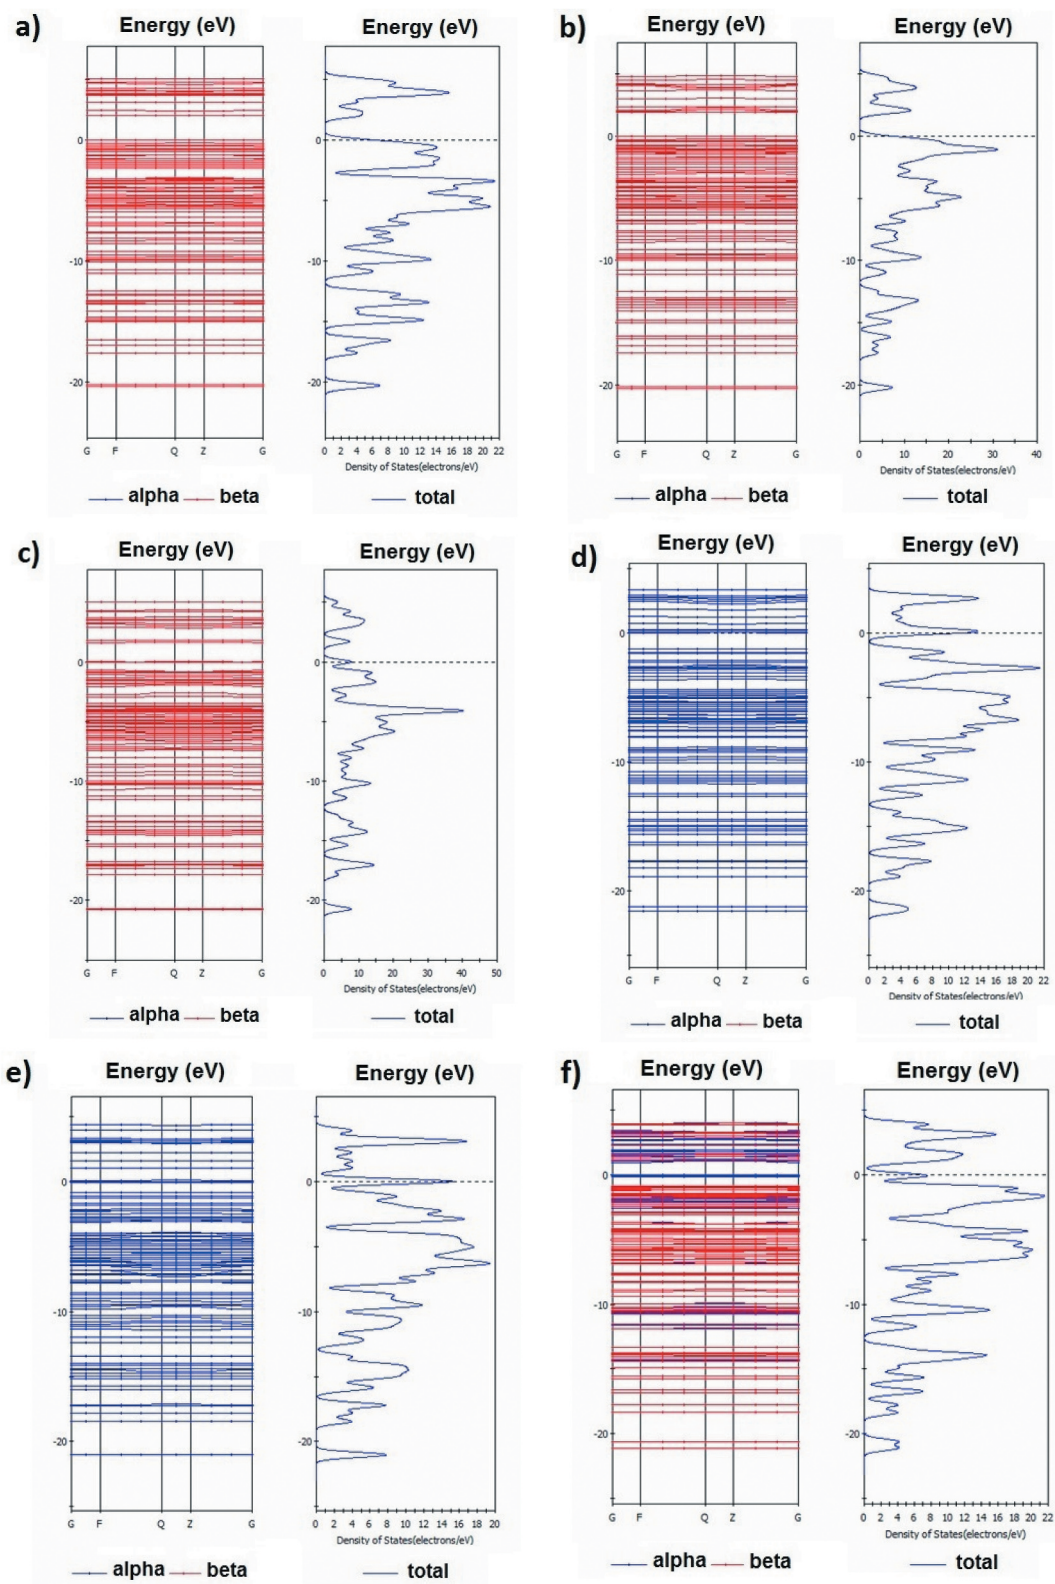 a)
Energy (eV)
Energy (eV)
0
-10
-20
G F Q Z G
0 2 4 6 8 10 12 14 16 18 20 22
Density of States(electrons/eV)
alpha beta
total
b)
Energy (eV)
Energy (eV)
0
-10
-20
0
-10
-20
G F Q Z G
0 10 20 30 40
Density of States(electrons/eV)
alpha beta
total
c)
Energy (eV)
Energy (eV)
0
-10
-20
G F Q Z G
0 10 20 30 40 50
Density of States(electrons/eV)
alpha beta
total
d)
Energy (eV)
Energy (eV)
0
-10
-20
0
-10
-20
G F Q Z G
0 2 4 6 8 10 12 14 16 18 20 22
Density of States(electrons/eV)
alpha beta
total
e)
Energy (eV)
Energy (eV)
0
-10
-20
0
-10
-20
G F Q Z G
0 2 4 6 8 10 12 14 16 18 20
Density of States(electrons/eV)
alpha beta
total
f)
Energy (eV)
Energy (eV)
0
-10
-20
0
-10
-20
G F Q Z G
0 2 4 6 8 10 12 14 16 18 20 22
Density of States(electrons/eV)
alpha beta
total